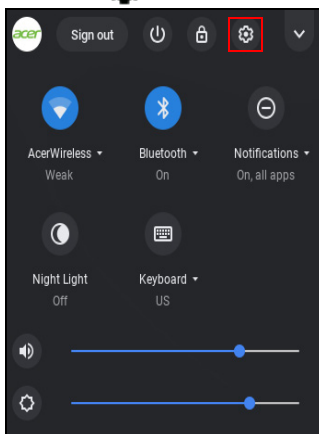 acer
Sign out
AcerWireless
Bluetooth
Notifications
Weak
On
On, all apps
Night Light
Keyboard
Off
US